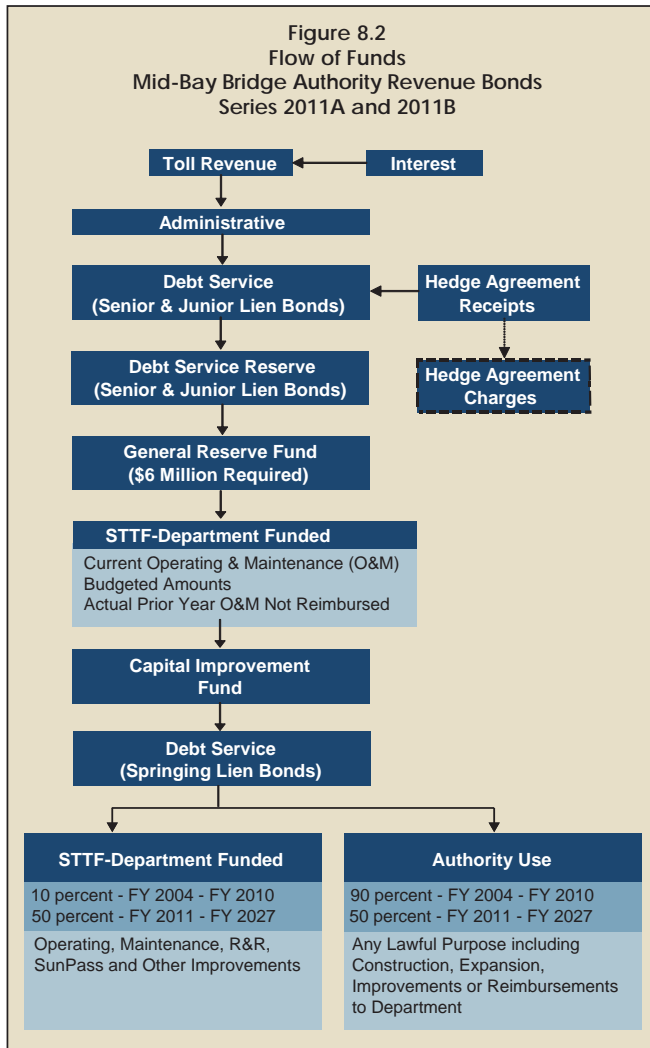 Figure 8.2
Flow of Funds
Mid-Bay Bridge Authority Revenue Bonds
Series 2011A and 2011B
Toll Revenue
Interest
Administrative
Debt Service
(Senior & Junior Lien Bonds)
Hedge Agreement
Receipts
Debt Service Reserve
(Senior & Junior Lien Bonds)
Hedge Agreement
Charges
General Reserve Fund
($6 Million Required)
STTF-Department Funded
Current Operating & Maintenance (O&M)
Budgeted Amounts
Actual Prior Year O&M Not Reimbursed
Capital Improvement
Fund
Debt Service
(Springing Lien Bonds)
STTF-Department Funded
10 percent - FY 2004 - FY 2010
50 percent - FY 2011 - FY 2027
Operating, Maintenance, R&R,
SunPass and Other Improvements
Authority Use
90 percent - FY 2004 - FY 2010
50 percent - FY 2011 - FY 2027
Any Lawful Purpose including
Construction, Expansion,
Improvements or Reimbursements
to Department